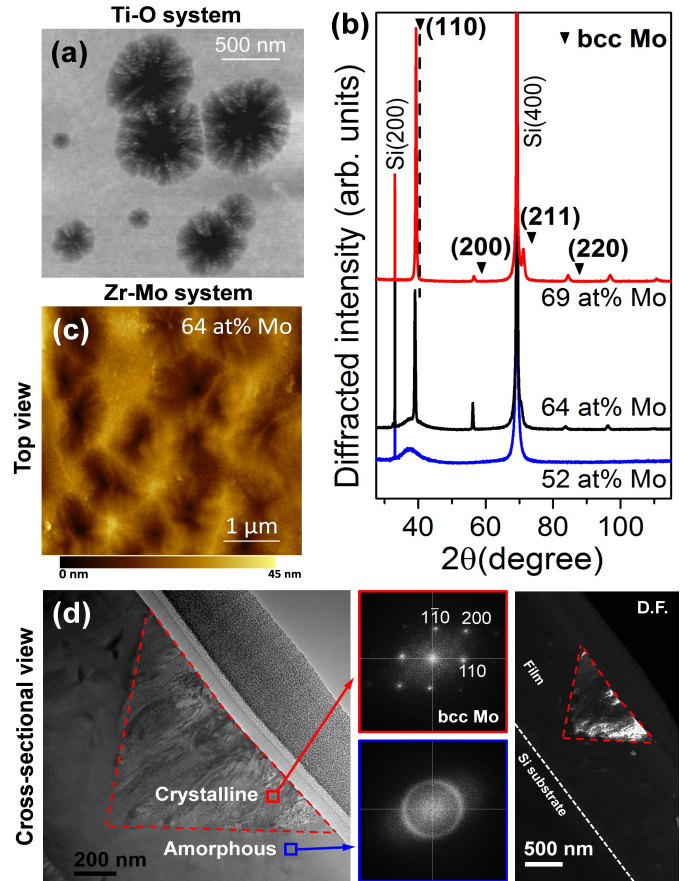 Ti-O system
(a)
500 nm
Zr-Mo system
(c)
64 at% Mo
1 μm
0 nm
45 nm
Top view
(b)
(110)
▼ bcc Mo
Si(200)
Si(400)
(211)
(200)
(220)
69 at% Mo
64 at% Mo
52 at% Mo
Diffracted intensity (arb. units)
40
60
80
100
2θ(degree)
Cross-sectional view
(d)
Crystalline
Amorphous
200 nm
11̅0
200
110
bcc Mo
D.F.
Film
Si substrate
500 nm